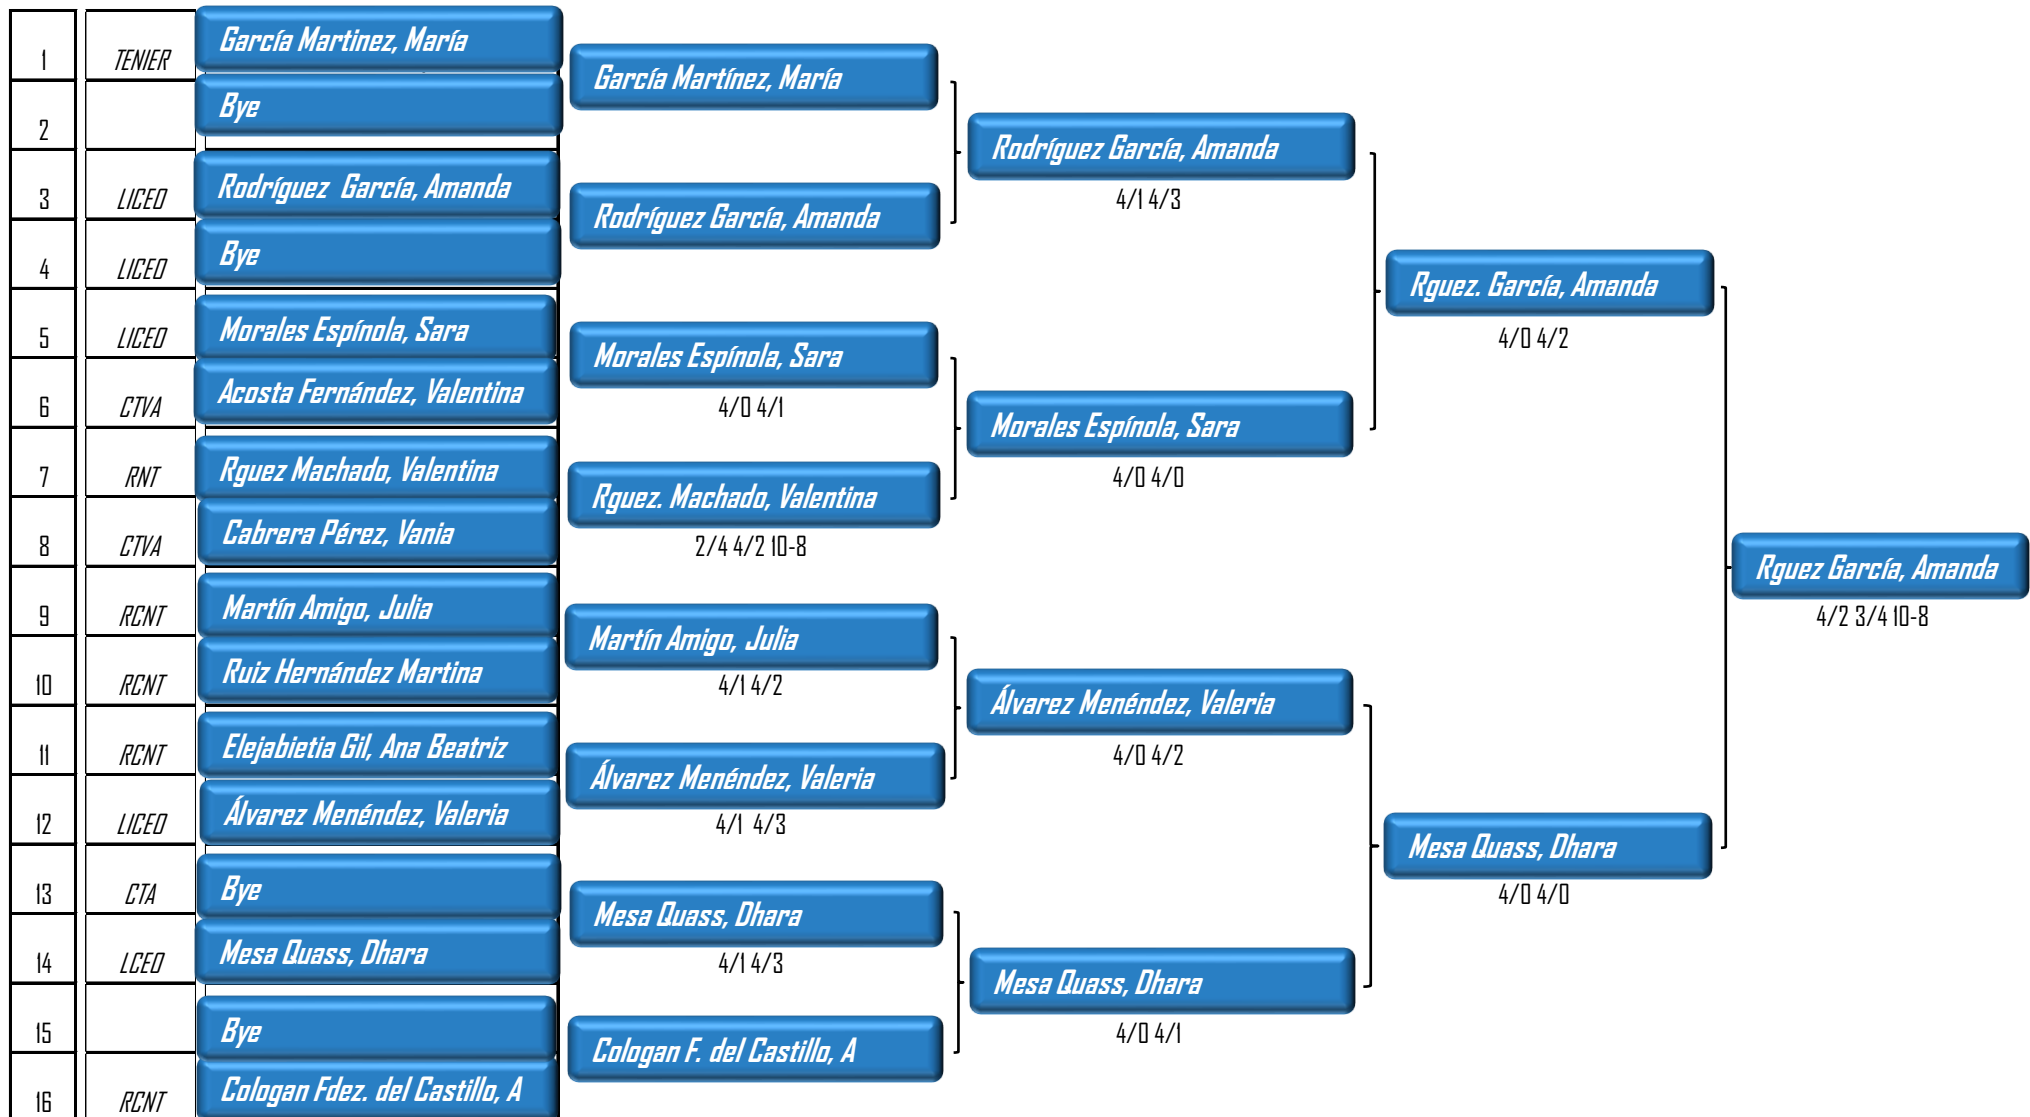 1 TENIER García Martinez, María
2 Bye
3 LICEO Rodríguez García, Amanda
4 LICEO Bye
5 LICEO Morales Espínola, Sara
6 CTVA Acosta Fernández, Valentina
7 RNT Rguez Machado, Valentina
8 CTVA Cabrera Pérez, Vania
9 RCNT Martín Amigo, Julia
10 RCNT Ruiz Hernández Martina
11 RCNT Elejabietia Gil, Ana Beatriz
12 LICEO Álvarez Menéndez, Valeria
13 CTA Bye
14 LCEO Mesa Quass, Dhara
15 Bye
16 RCNT Cologan Fdez. del Castillo, A
García Martínez, María
Rodríguez García, Amanda
Morales Espínola, Sara
4/0 4/1
Rguez. Machado, Valentina
2/4 4/2 10-8
Martín Amigo, Julia
4/1 4/2
Álvarez Menéndez, Valeria
4/1 4/3
Mesa Quass, Dhara
4/1 4/3
Cologan F. del Castillo, A
Rodríguez García, Amanda
4/1 4/3
Morales Espínola, Sara
4/0 4/0
Álvarez Menéndez, Valeria
4/0 4/2
Mesa Quass, Dhara
4/0 4/1
Rguez. García, Amanda
4/0 4/2
Mesa Quass, Dhara
4/0 4/0
Rguez García, Amanda
4/2 3/4 10-8